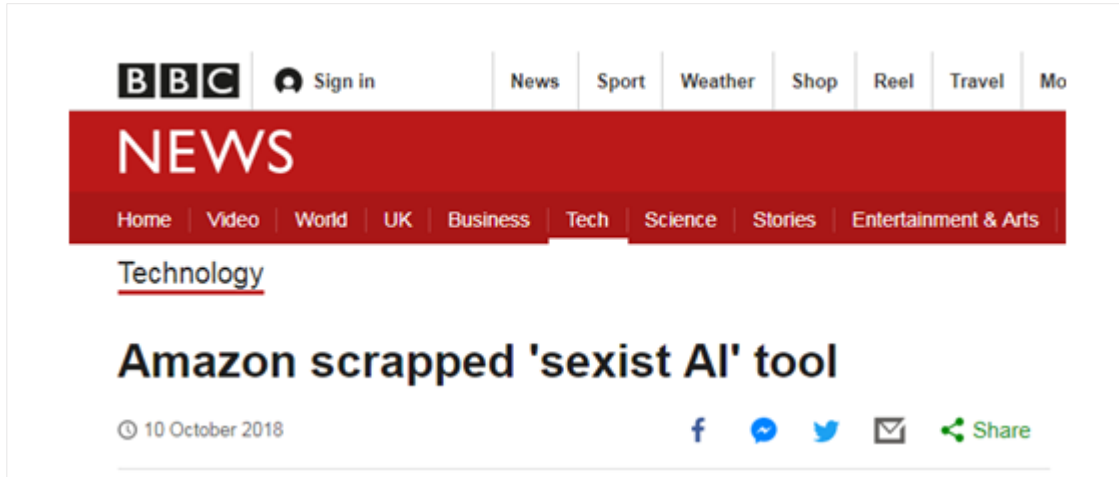 BBC Sign in News Sport Weather Shop Reel Travel Mo
NEWS
Home Video World UK Business Tech Science Stories Entertainment & Arts
Technology
Amazon scrapped 'sexist AI' tool
10 October 2018 Share